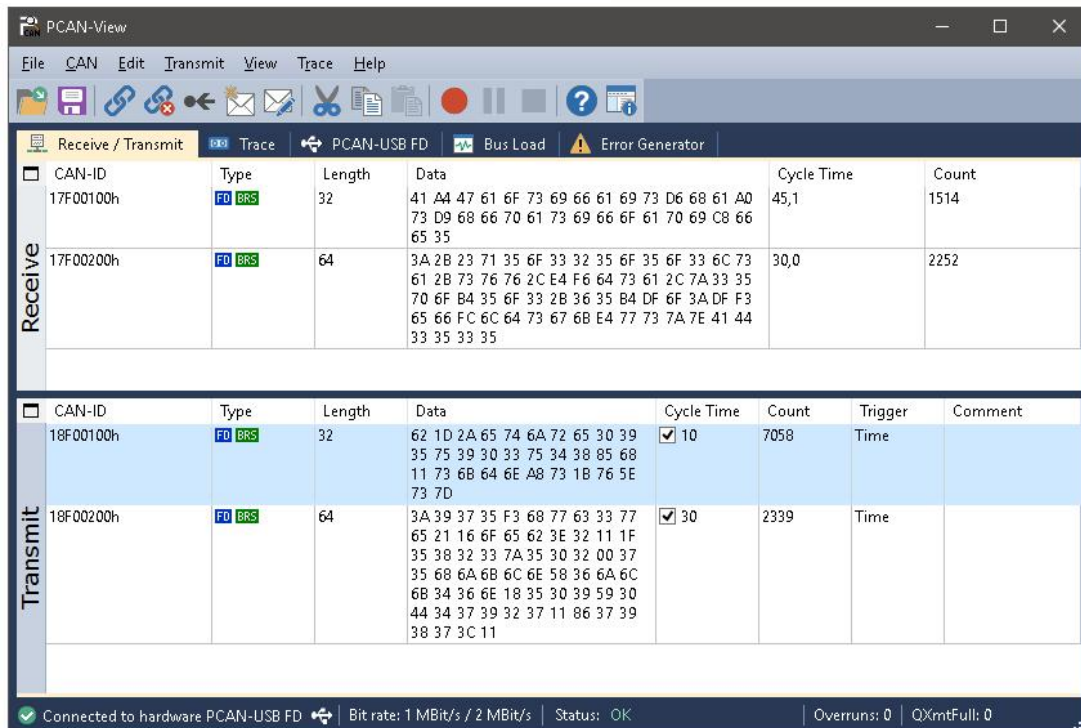 PCAN-View
File CAN Edit Transmit View Trace Help
Receive / Transmit Trace PCAN-USB FD Bus Load Error Generator
CAN-ID Type Length Data Cycle Time Count
17F00100h FD BRS 32 41 A4 47 61 6F 73 69 66 61 69 73 D6 68 61 A0 45,1 1514
73 D9 68 66 70 61 73 69 66 6F 61 70 69 C8 66
65 35
17F00200h FD BRS 64 3A 2B 23 71 35 6F 33 32 35 6F 35 6F 33 6C 73 30,0 2252
61 2B 73 76 76 2C E4 F6 64 73 61 2C 7A 33 35
70 6F B4 35 6F 33 2B 36 35 B4 DF 6F 3A DF F3
65 66 FC 6C 64 73 67 6B E4 77 73 7A 7E 41 44
33 35 33 35
Receive
CAN-ID Type Length Data Cycle Time Count Trigger Comment
18F00100h FD BRS 32 62 1D 2A 65 74 6A 72 65 30 39 10 7058 Time
35 75 39 30 33 75 34 38 85 68
11 73 6B 64 6E A8 73 1B 76 5E
73 7D
18F00200h FD BRS 64 3A 39 37 35 F3 68 77 63 33 77 30 2339 Time
65 21 16 6F 65 62 3E 32 11 1F
35 38 32 33 7A 35 30 32 00 37
35 68 6A 6B 6C 6E 58 36 6A 6C
6B 34 36 6E 18 35 30 39 59 30
44 34 37 39 32 37 11 86 37 39
38 37 3C 11
Transmit
Connected to hardware PCAN-USB FD Bit rate: 1 MBit/s / 2 MBit/s Status: OK Overruns: 0 QXmtFull: 0